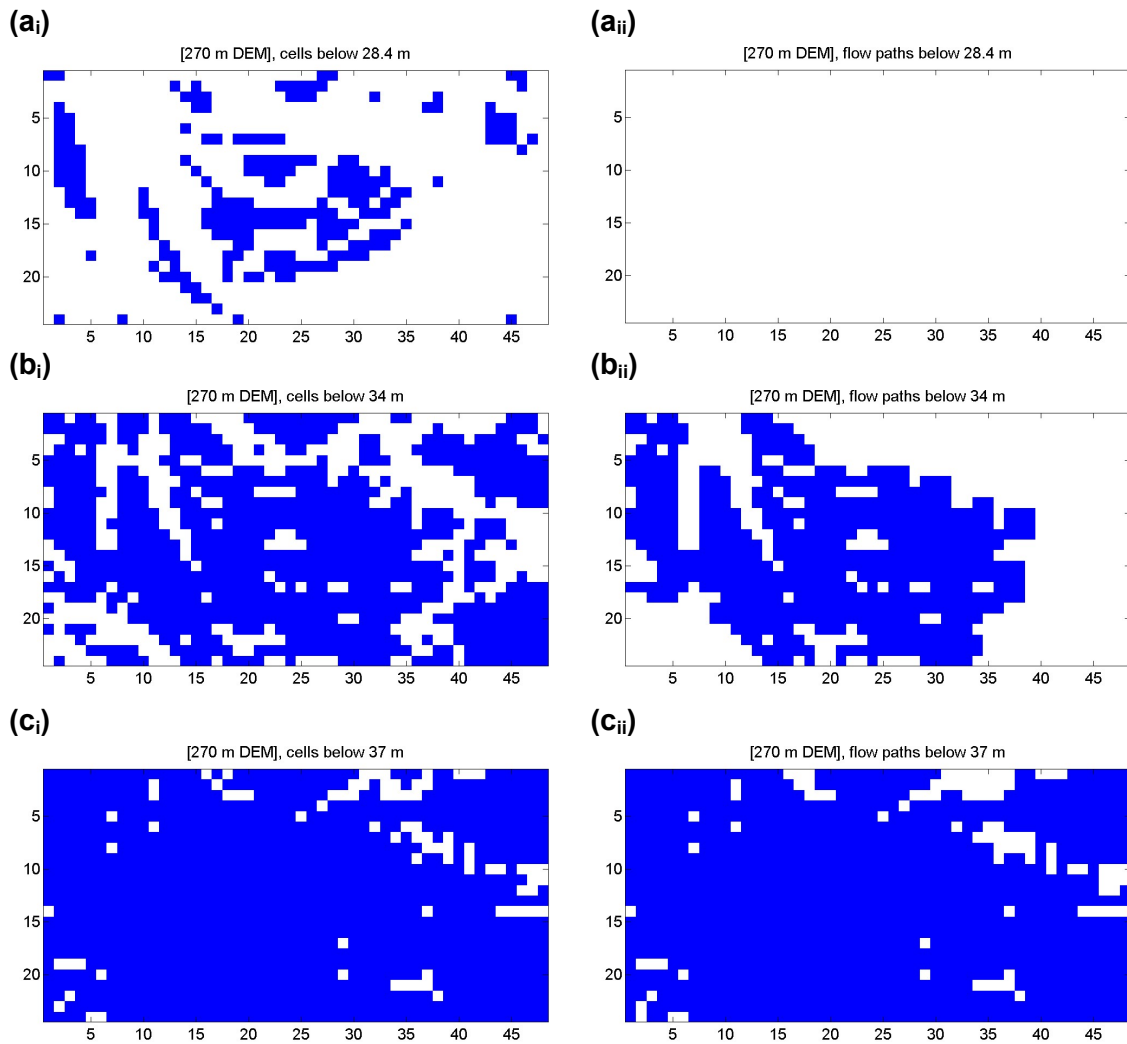 (ai)
(aii)
[270 m DEM], cells below 28.4 m
[270 m DEM], flow paths below 28.4 m
5
10
15
20
5 10 15 20 25 30 35 40 45
5
10
15
20
5 10 15 20 25 30 35 40 45
(bi)
(bii)
[270 m DEM], cells below 34 m
[270 m DEM], flow paths below 34 m
5
10
15
20
5 10 15 20 25 30 35 40 45
5
10
15
20
5 10 15 20 25 30 35 40 45
(ci)
(cii)
[270 m DEM], cells below 37 m
[270 m DEM], flow paths below 37 m
5
10
15
20
5 10 15 20 25 30 35 40 45
5
10
15
20
5 10 15 20 25 30 35 40 45